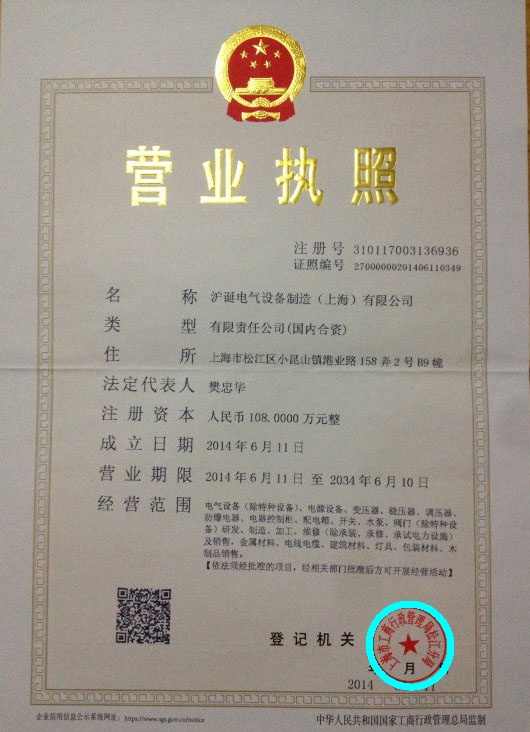 营业执照
注册号 310117003136936
证照编号 27000000201406110349
名称 沪诞电气设备制造（上海）有限公司
类型 有限责任公司(国内合资)
住所 上海市松江区小昆山镇港业路158弄2号B9幢
法定代表人 樊忠华
注册资本 人民币108.0000万元整
成立日期 2014年6月11日
营业期限 2014年6月11日 至 2034年6月10日
经营范围 电气设备（除特种设备）、电源设备、变压器、稳压器、调压器、
防爆电器、电器控制柜、配电箱、开关、水泵、阀门（除特种设
备）研发、制造、加工、维修（除承装、承修、承试电力设施）
及销售，金属材料、电线电缆、建筑材料、灯具、包装材料、木
制品销售。
【依法须经批准的项目，经相关部门批准后方可开展经营活动】
登记机关
上海市工商行政管理局松江分局
月
2014
企业信用信息公示系统网址： https://www.sgs.gov.cn/notice
中华人民共和国国家工商行政管理总局监制